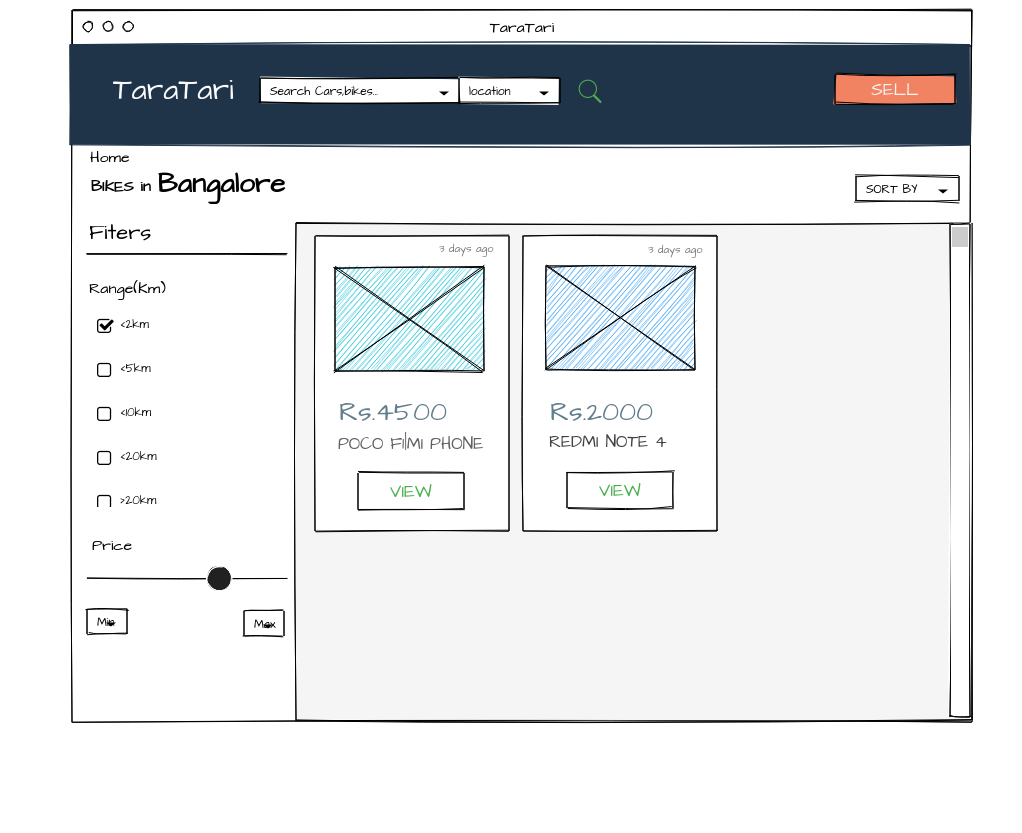 TaraTari
TaraTari
Search Cars,bikes... location
SELL
Home
BIKES in Bangalore
SORT BY
Fiters
Range(Km)
<2km
<5km
<10km
<20km
>20km
Price
Min Max
3 days ago
Rs.4500
POCO FIMI PHONE
VIEW
3 days ago
Rs.2000
REDMI NOTE 4
VIEW